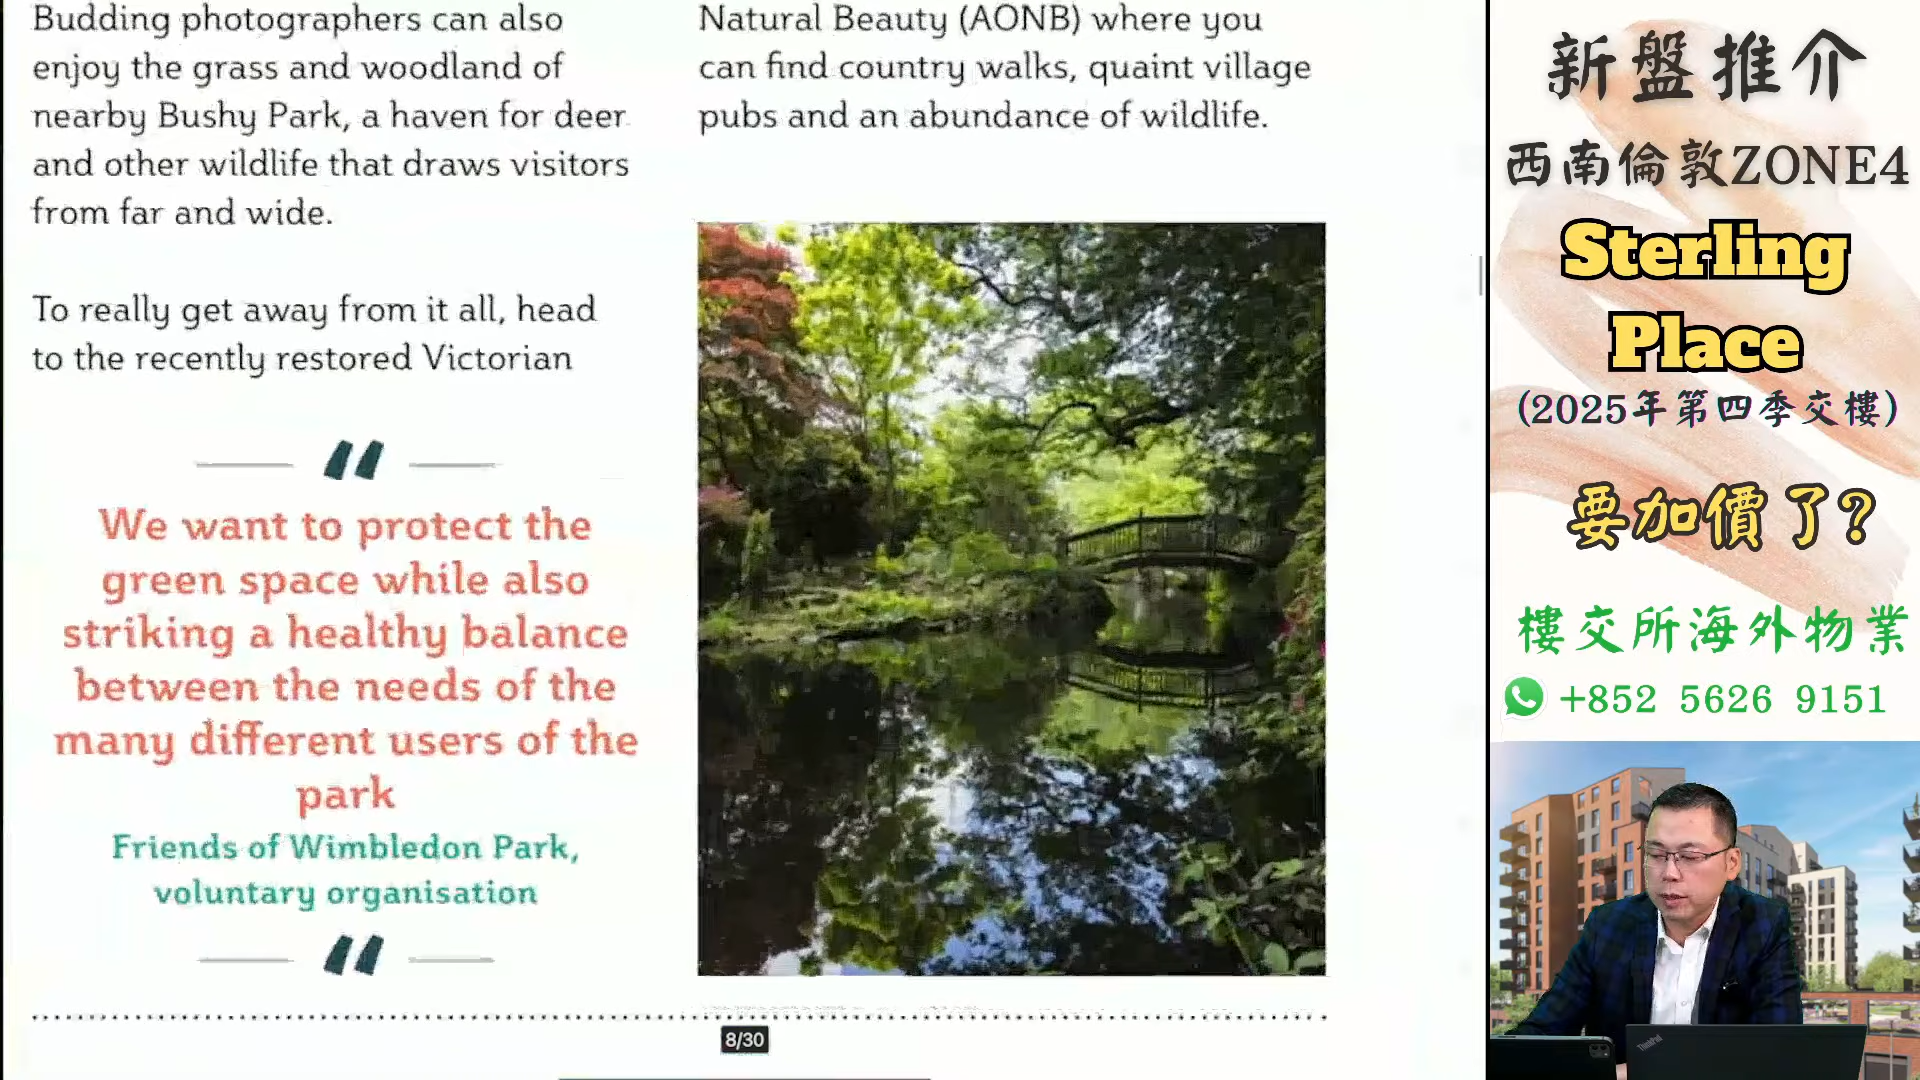 Budding photographers can also
enjoy the grass and woodland of
nearby Bushy Park, a haven for deer
and other wildlife that draws visitors
from far and wide.
To really get away from it all, head
to the recently restored Victorian
“
We want to protect the
green space while also
striking a healthy balance
between the needs of the
many different users of the
park
Friends of Wimbledon Park,
voluntary organisation
“
Natural Beauty (AONB) where you
can find country walks, quaint village
pubs and an abundance of wildlife.
8/30
新盤推介
西南倫敦ZONE4
Sterling
Place
(2025年第四季交樓)
要加價了?
樓交所海外物業
+852 5626 9151
ThinkPad